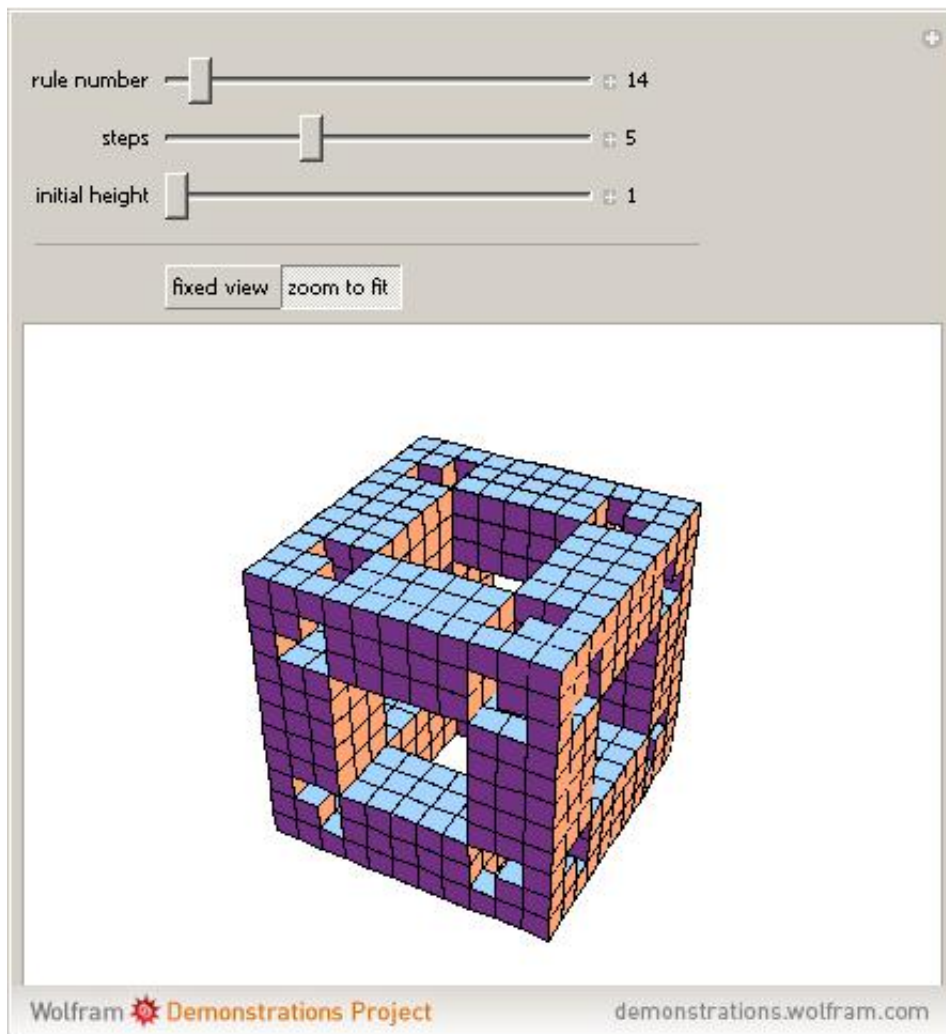 rule number 14
steps 5
initial height 1
fixed view zoom to fit
Wolfram Demonstrations Project demonstrations.wolfram.com